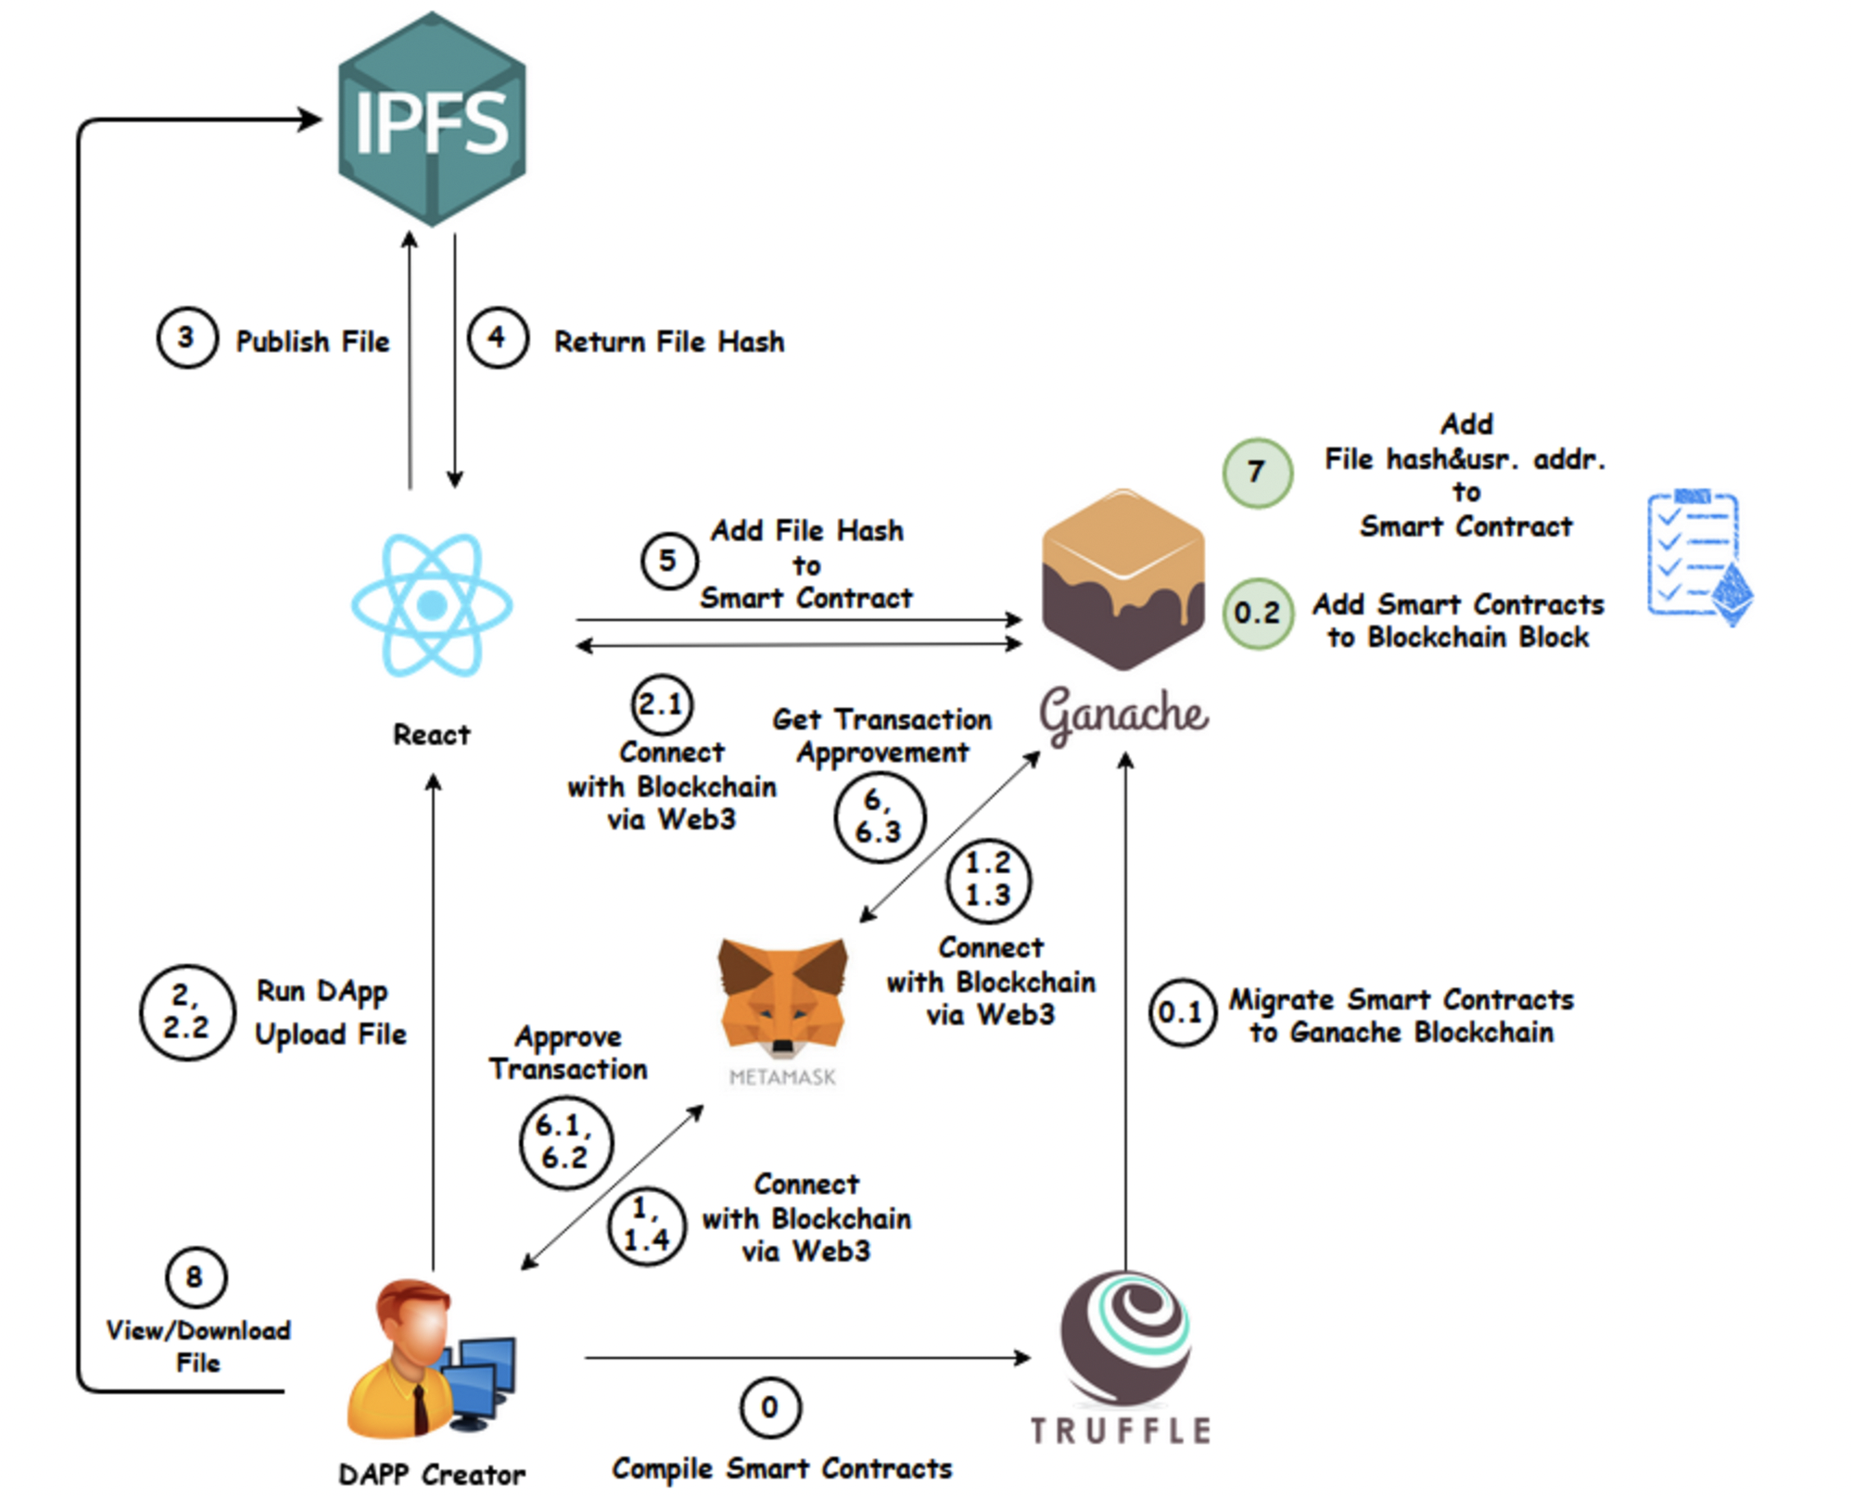 IPFS
3
Publish File
4
Return File Hash
Add
File hash&usr. addr.
to
Smart Contract
7
5
Add File Hash
to
Smart Contract
0.2
Add Smart Contracts
to Blockchain Block
React
Ganache
2.1
Connect
with Blockchain
via Web3
Get Transaction
Approvement
6,
6.3
1.2
1.3
Connect
with Blockchain
via Web3
2,
2.2
Run DApp
Upload File
METAMASK
0.1
Migrate Smart Contracts
to Ganache Blockchain
Approve
Transaction
6.1,
6.2
1,
1.4
Connect
with Blockchain
via Web3
8
View/Download
File
0
Compile Smart Contracts
TRUFFLE
DAPP Creator